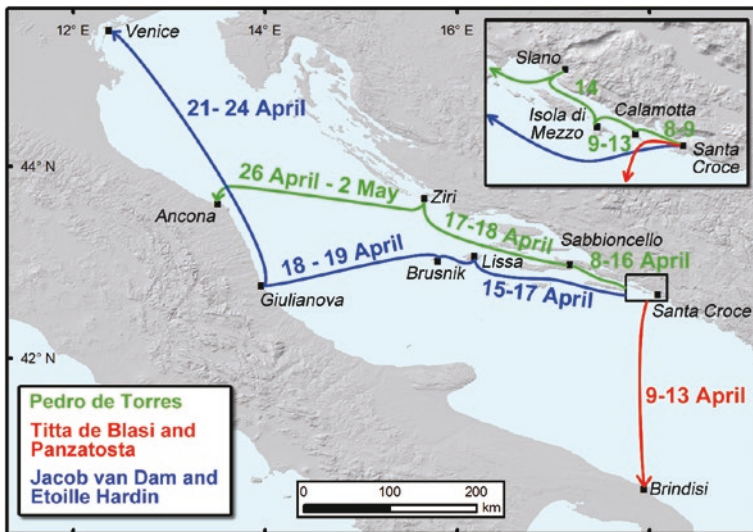 12° E
14° E
16° E
Venice
21- 24 April
44° N
26 April - 2 May
Ancona
Ziri
17-18 April
Sabbioncello
8-16 April
18 - 19 April
Brusnik
Lissa
15-17 April
Giulianova
Santa Croce
42° N
9-13 April
Brindisi
Slano
14
Isola di
Mezzo
Calamotta
9-13
8-9
Santa
Croce
Pedro de Torres
Titta de Blasi and
Panzatosta
Jacob van Dam and
Etoille Hardin
0 100 200
km